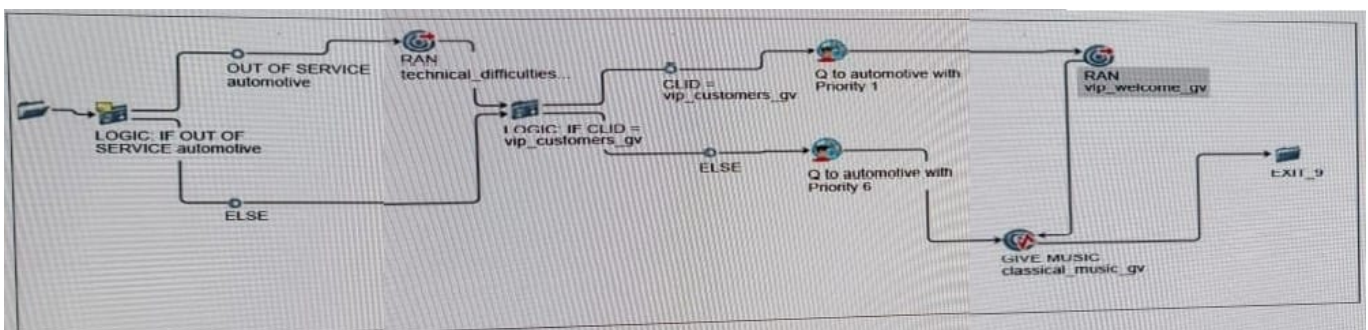 LOGIC: IF OUT OF
SERVICE automotive
OUT OF SERVICE
automotive
ELSE
RAN
technical_difficulties...
LOGIC: IF CLID =
vip_customers_gv
CLID =
vip_customers_gv
ELSE
Q to automotive with
Priority 1
Q to automotive with
Priority 6
RAN
vip_welcome_gv
GIVE MUSIC
classical_music_gv
EXIT_9